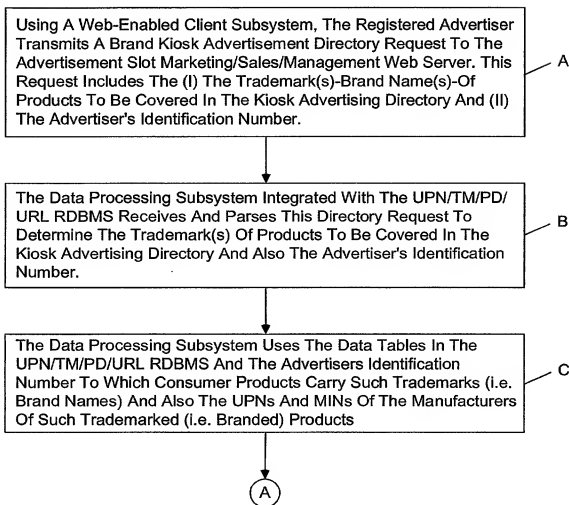 Using A Web-Enabled Client Subsystem, The Registered Advertiser
Transmits A Brand Kiosk Advertisement Directory Request To The
Advertisement Slot Marketing/Sales/Management Web Server. This
Request Includes The (I) The Trademark(s)-Brand Name(s)-Of
Products To Be Covered In The Kiosk Advertising Directory And (II)
The Advertiser's Identification Number.
A
The Data Processing Subsystem Integrated With The UPN/TM/PD/
URL RDBMS Receives And Parses This Directory Request To
Determine The Trademark(s) Of Products To Be Covered In The
Kiosk Advertising Directory And Also The Advertiser's Identification
Number.
B
The Data Processing Subsystem Uses The Data Tables In The
UPN/TM/PD/URL RDBMS And The Advertisers Identification
Number To Which Consumer Products Carry Such Trademarks (i.e.
Brand Names) And Also The UPNs And MINs Of The Manufacturers
Of Such Trademarked (i.e. Branded) Products
C
A